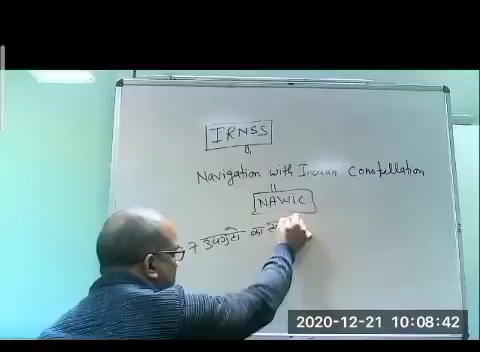 IRNSS
Navigation with Indian Constellation
NAWIC
7 उपग्रहों का
2020-12-21 10:08:42